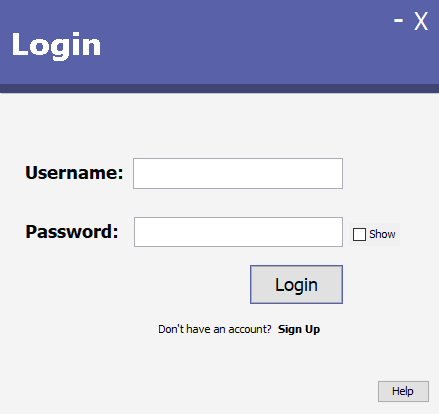 - X
Login
Username:
Password:
Show
Login
Don't have an account? Sign Up
Help